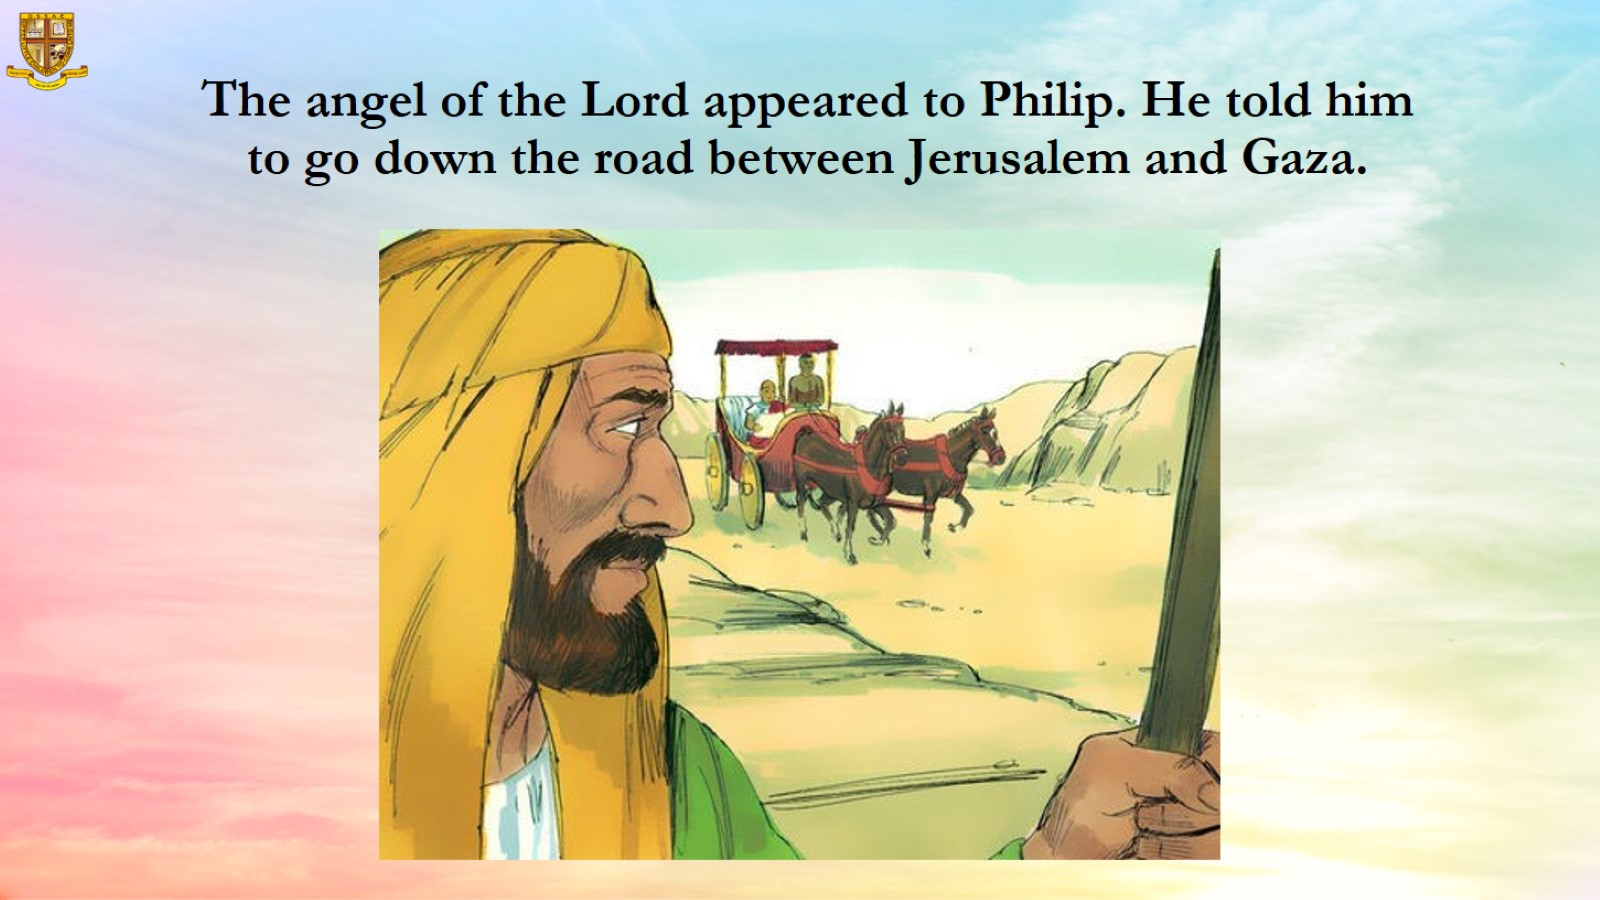 The angel of the Lord appeared to Philip. He told him
to go down the road between Jerusalem and Gaza.